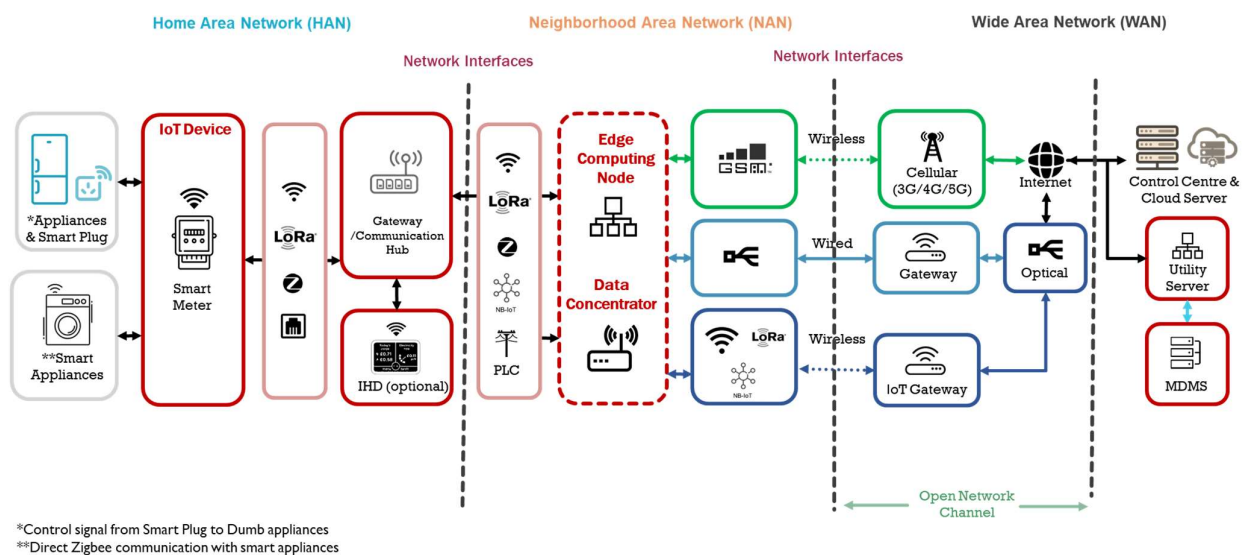 Home Area Network (HAN)
Neighborhood Area Network (NAN)
Wide Area Network (WAN)
Network Interfaces
Network Interfaces
IoT Device
Smart
Meter
*Appliances
& Smart Plug
**Smart
Appliances
LoRa
Gateway
/Communication
Hub
IHD (optional)
LoRa
NB-IoT
PLC
Edge
Computing
Node
Data
Concentrator
GSM
LoRa
NB-IoT
Wireless
Wired
Wireless
Cellular
(3G/4G/5G)
Gateway
IoT Gateway
Internet
Optical
Control Centre &
Cloud Server
Utility
Server
MDMS
Open Network
Channel
*Control signal from Smart Plug to Dumb appliances
**Direct Zigbee communication with smart appliances